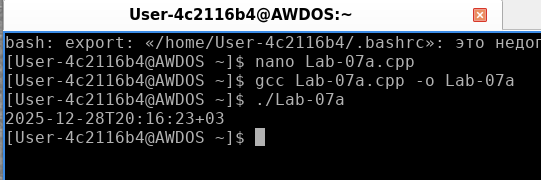 User-4c2116b4@AWDOS:~
bash: export: «/home/User-4c2116b4/.bashrc»: это
[User-4c2116b4@AWDOS ~]$ nano Lab-07a.cpp
[User-4c2116b4@AWDOS ~]$ gcc Lab-07a.cpp -o Lab-07a
[User-4c2116b4@AWDOS ~]$ ./Lab-07a
2025-12-28T20:16:23+03
[User-4c2116b4@AWDOS ~]$